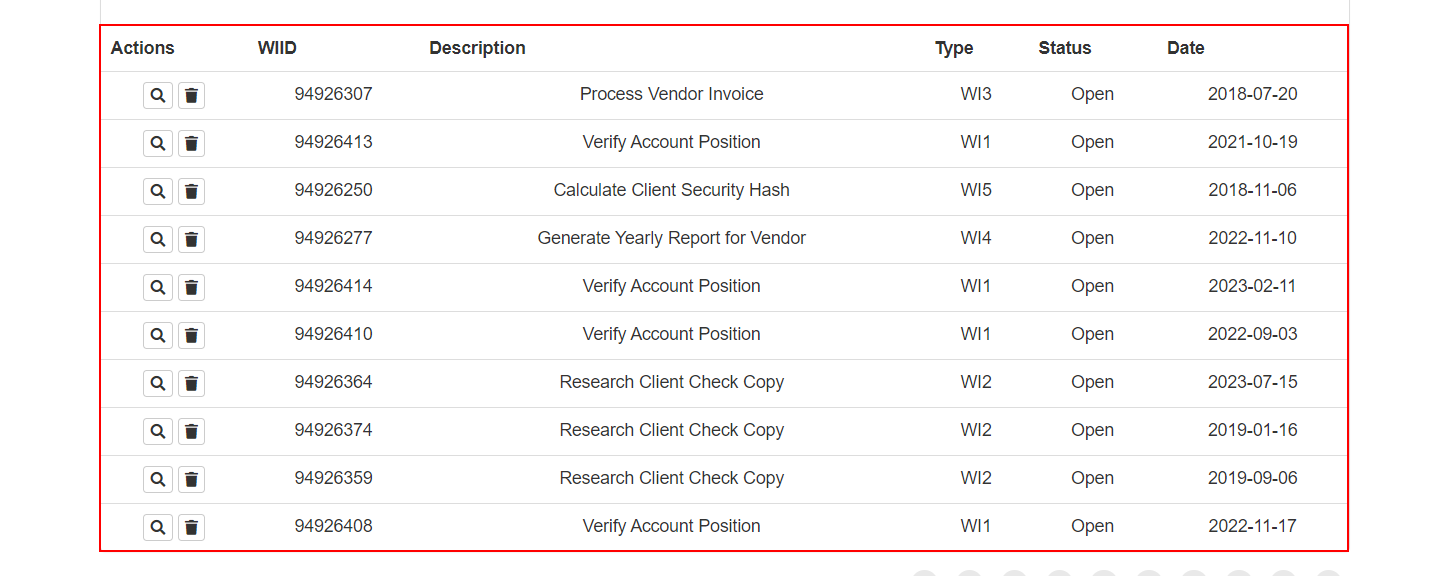 Actions WIID Description Type Status Date
94926307 Process Vendor Invoice WI3 Open 2018-07-20
94926413 Verify Account Position WI1 Open 2021-10-19
94926250 Calculate Client Security Hash WI5 Open 2018-11-06
94926277 Generate Yearly Report for Vendor WI4 Open 2022-11-10
94926414 Verify Account Position WI1 Open 2023-02-11
94926410 Verify Account Position WI1 Open 2022-09-03
94926364 Research Client Check Copy WI2 Open 2023-07-15
94926374 Research Client Check Copy WI2 Open 2019-01-16
94926359 Research Client Check Copy WI2 Open 2019-09-06
94926408 Verify Account Position WI1 Open 2022-11-17